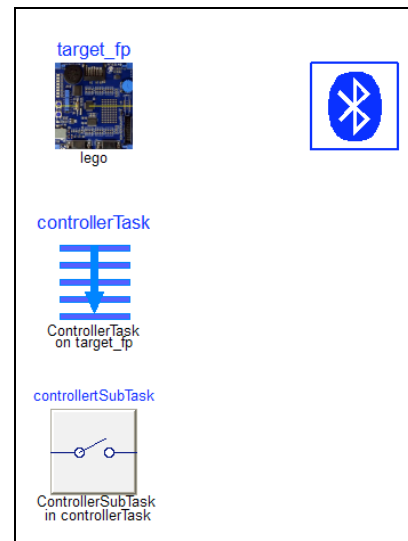 target_fp
lego
controllerTask
ControllerTask
on target_fp
controllertSubTask
ControllerSubTask
in controllerTask